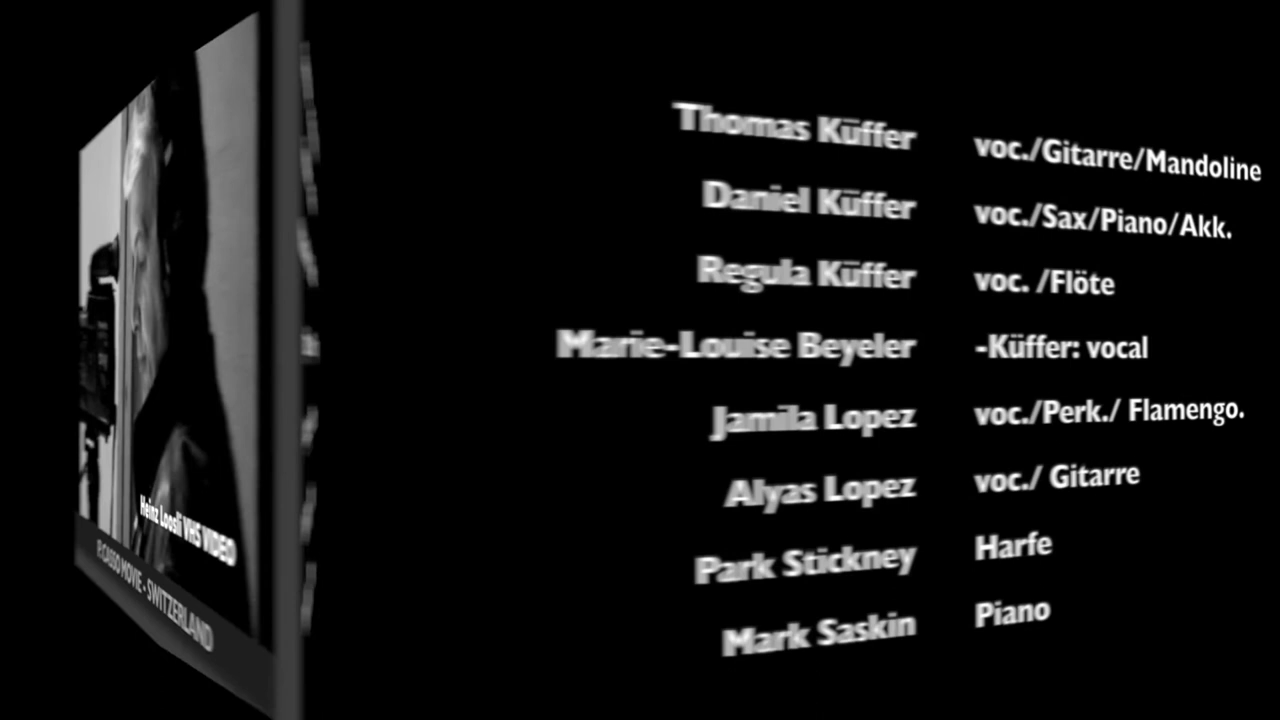 Heinz Loosli VHS VIDEO
P. CASSO MOVIE - SWITZERLAND
Thomas Küffer voc./Gitarre/Mandoline
Daniel Küffer voc./Sax/Piano/Akk.
Regula Küffer voc. /Flöte
Marie-Louise Beyeler -Küffer: vocal
Jamila Lopez voc./Perk./ Flamengo.
Alyas Lopez voc./ Gitarre
Park Stickney Harfe
Mark Saskin Piano